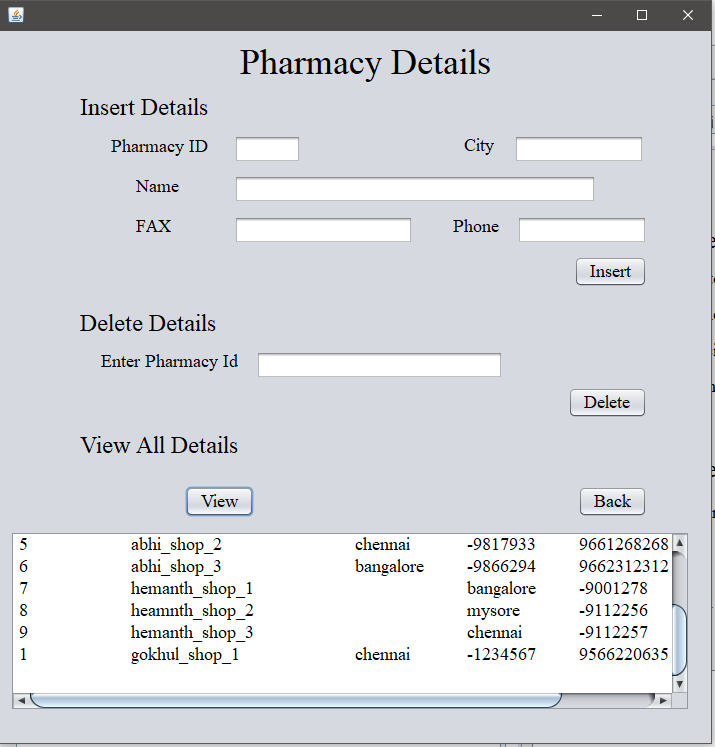 Pharmacy Details
Insert Details
Pharmacy ID City
Name
FAX Phone
Insert
Delete Details
Enter Pharmacy Id
Delete
View All Details
View Back
5 abhi_shop_2 chennai -9817933 9661268268
6 abhi_shop_3 bangalore -9866294 9662312312
7 hemanth_shop_1 bangalore -9001278
8 heamnth_shop_2 mysore -9112256
9 hemanth_shop_3 chennai -9112257
1 gokhul_shop_1 chennai -1234567 9566220635